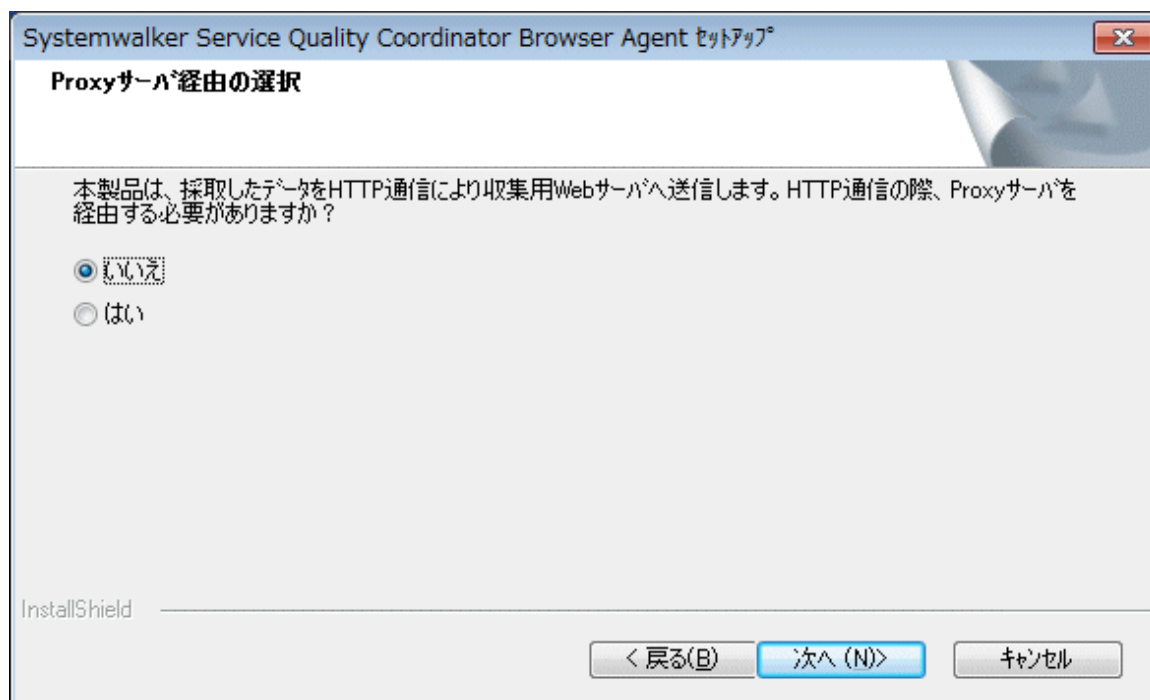 Systemwalker Service Quality Coordinator Browser Agent ｾｯﾄｱｯﾌﾟ
Proxyｻｰﾊﾞ経由の選択
本製品は、採取したﾃﾞｰﾀをHTTP通信により収集用Webｻｰﾊﾞへ送信します。HTTP通信の際、Proxyｻｰﾊﾞを
経由する必要がありますか？
いいえ
はい
InstallShield
< 戻る(B)
次へ (N)>
ｷｬﾝｾﾙ